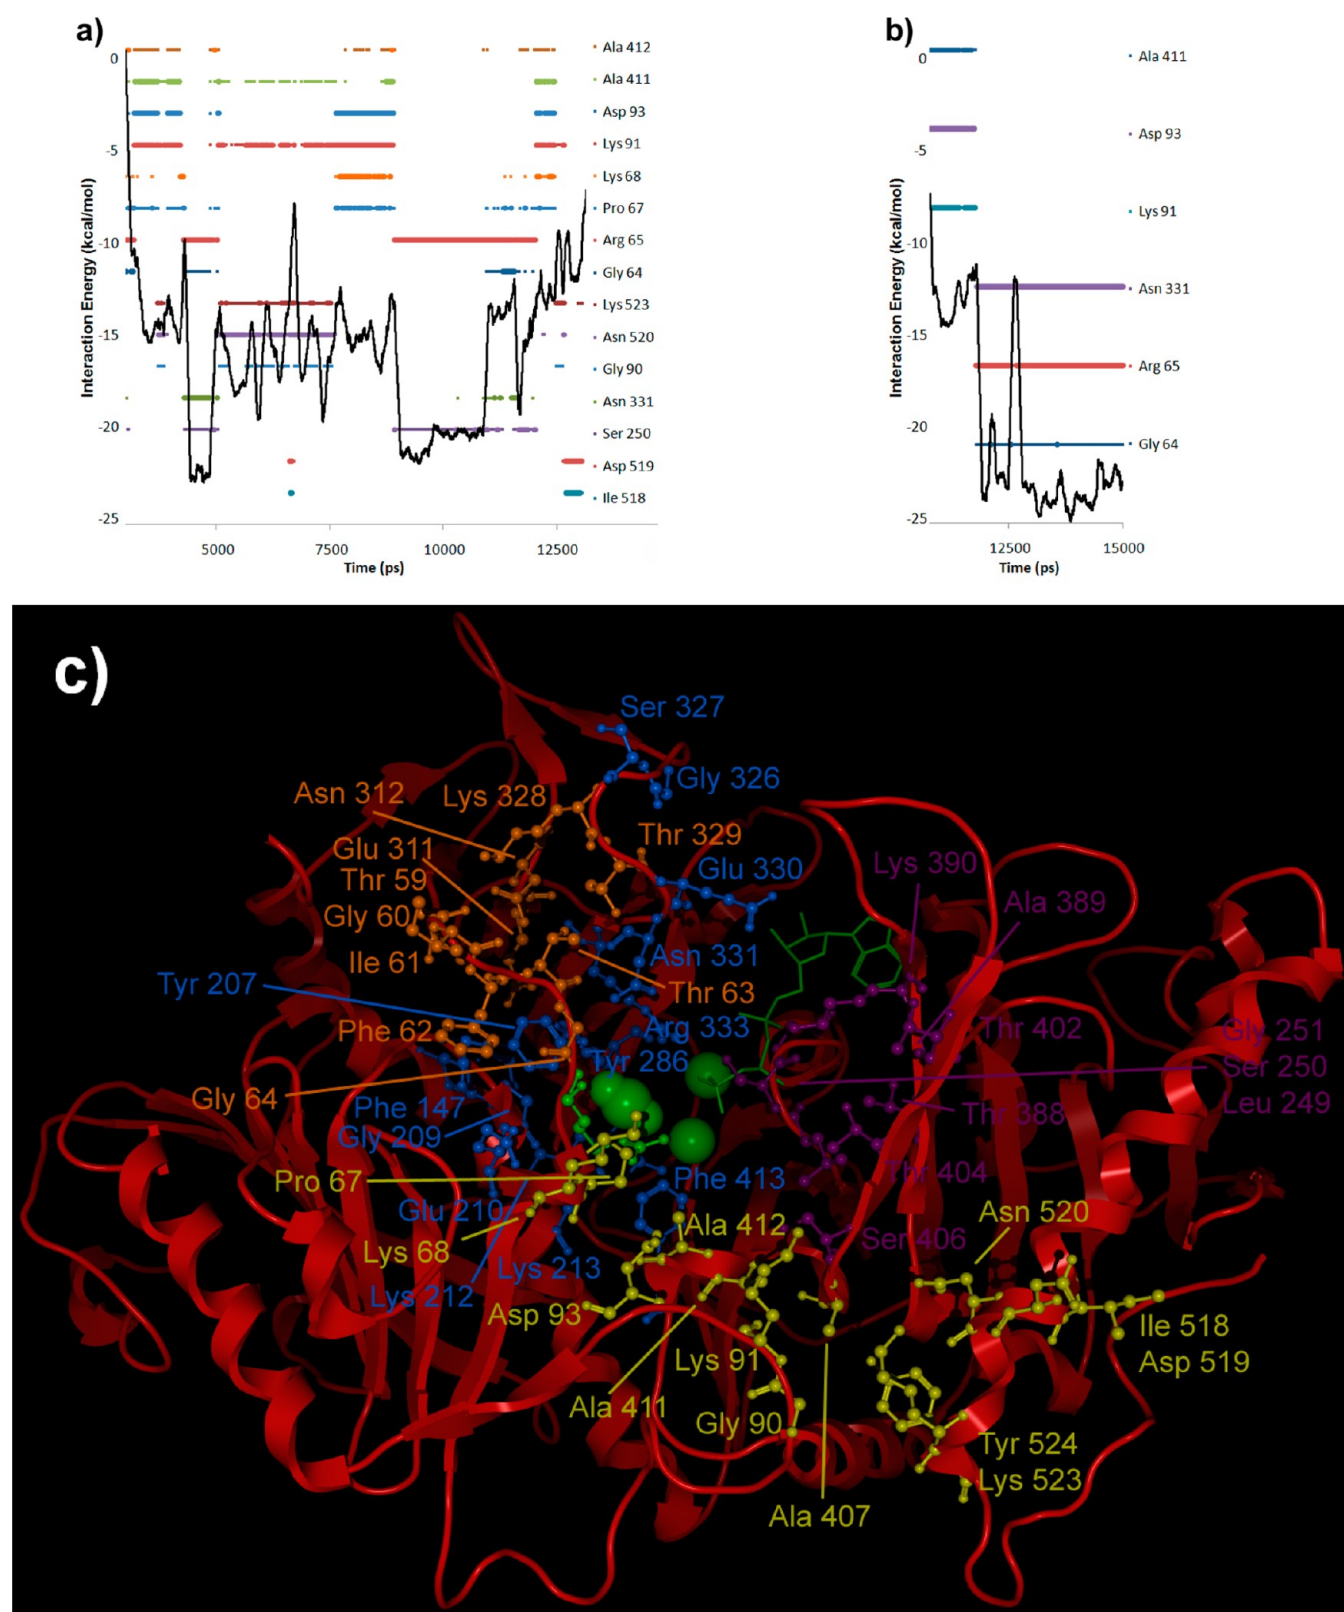 a)
0
-5
-10
-15
-20
-25
Interaction Energy (kcal/mol)
5000
7500
10000
12500
Time (ps)
Ala 412
Ala 411
Asp 93
Lys 91
Lys 68
Pro 67
Arg 65
Gly 64
Lys 523
Asn 520
Gly 90
Asn 331
Ser 250
Asp 519
Ile 518
b)
0
-5
-10
-15
-20
-25
Interaction Energy (kcal/mol)
12500
15000
Time (ps)
Ala 411
Asp 93
Lys 91
Asn 331
Arg 65
Gly 64
c)
Ser 327
Gly 326
Asn 312
Lys 328
Thr 329
Glu 311
Glu 330
Lys 390
Thr 59
Ala 389
Gly 60
Ile 61
Asn 331
Tyr 207
Thr 63
Phe 62
Arg 333
Thr 402
Gly 251
Tyr 286
Ser 250
Gly 64
Leu 249
Phe 147
Thr 388
Gly 209
Pro 67
Phe 413
Thr 404
Glu 210
Asn 520
Ala 412
Lys 68
Ser 406
Lys 213
Lys 212
Asp 93
Ile 518
Lys 91
Asp 519
Ala 411
Gly 90
Tyr 524
Lys 523
Ala 407